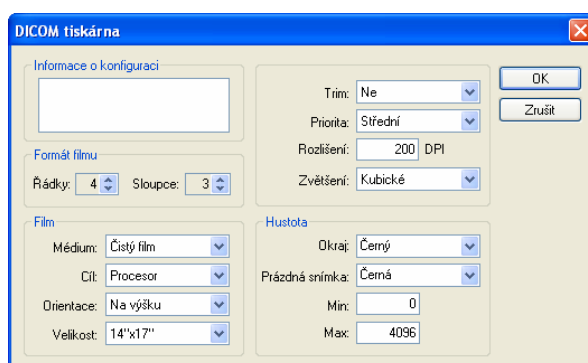 DICOM tiskárna
Informace o konfiguraci
Formát filmu
Řádky: 4 Sloupce: 3
Film
Médium: Čistý film
Cíl: Procesor
Orientace: Na výšku
Velikost: 14"x17"
Trim: Ne
Priorita: Střední
Rozlišení: 200 DPI
Zvětšení: Kubické
Hustota
Okraj: Černý
Prázdná snímka: Černá
Min: 0
Max: 4096
OK
Zrušit